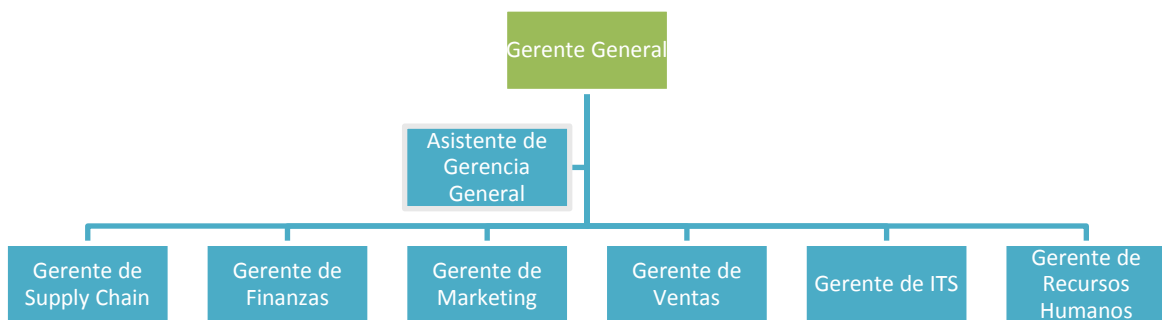 Gerente General
Asistente de
Gerencia
General
Gerente de
Supply Chain
Gerente de
Finanzas
Gerente de
Marketing
Gerente de
Ventas
Gerente de ITS
Gerente de
Recursos
Humanos